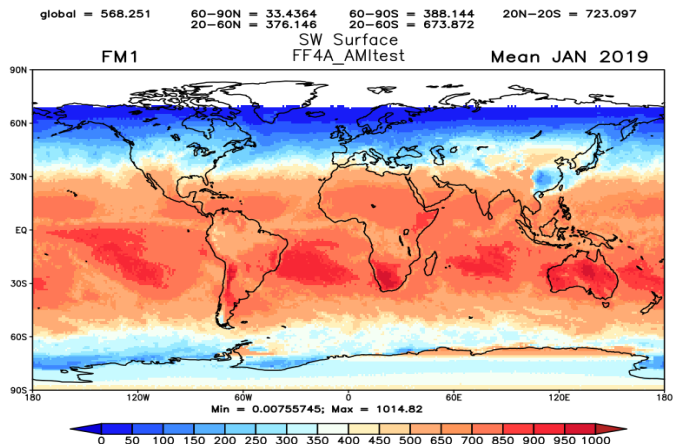 global = 568.251 60-90N = 33.4364 60-90S = 388.144 20N-20S = 723.097
20-60N = 376.146 20-60S = 673.872
SW Surface
FM1 FF4A_AMItest Mean JAN 2019
90N
60N
30N
EQ
30S
60S
90S
180 120W 60W 0 60E 120E 180
Min = 0.00755745; Max = 1014.82
0 50 100 150 200 250 300 350 400 450 500 700 750 850 900 950 1000